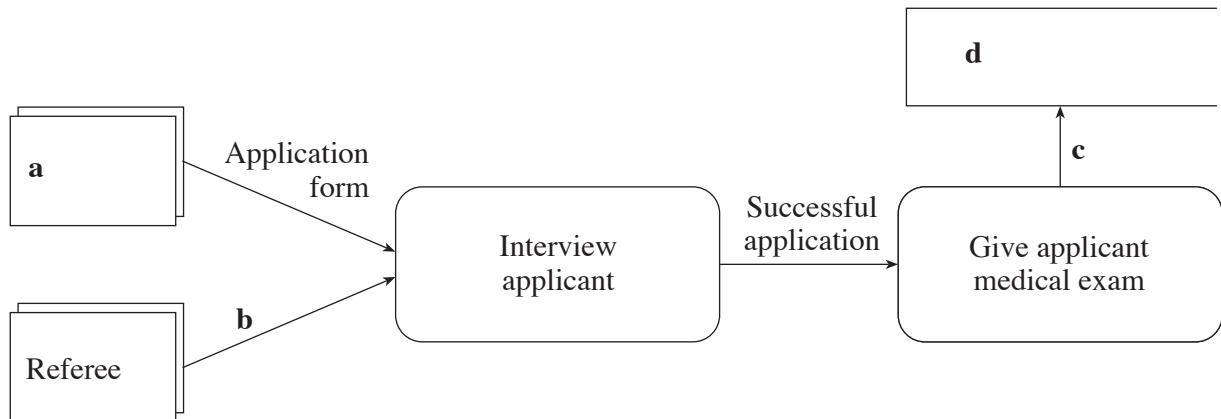 d
a
Application
form
c
Successful
application
Interview
applicant
Give applicant
medical exam
b
Referee